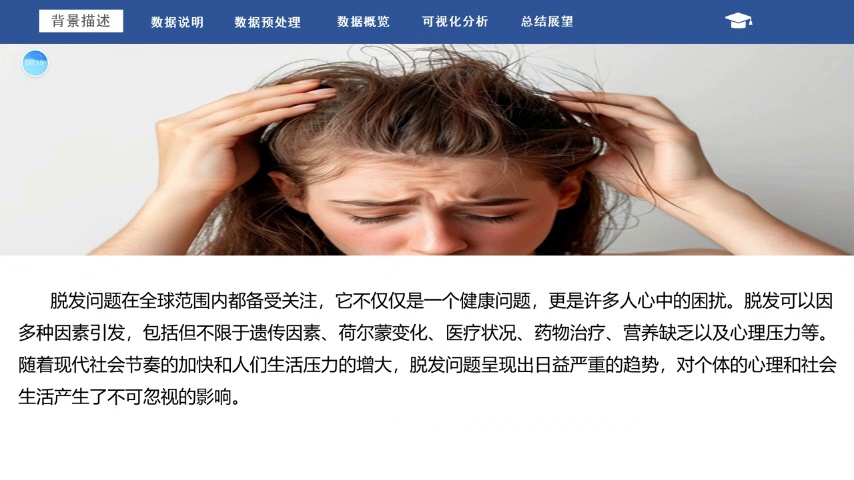 背景描述 数据说明 数据预处理 数据概览 可视化分析 总结展望
脱发问题在全球范围内都备受关注，它不仅仅是一个健康问题，更是许多人心中的困扰。脱发可以因
多种因素引发，包括但不限于遗传因素、荷尔蒙变化、医疗状况、药物治疗、营养缺乏以及心理压力等。
随着现代社会节奏的加快和人们生活压力的增大，脱发问题呈现出日益严重的趋势，对个体的心理和社会
生活产生了不可忽视的影响。